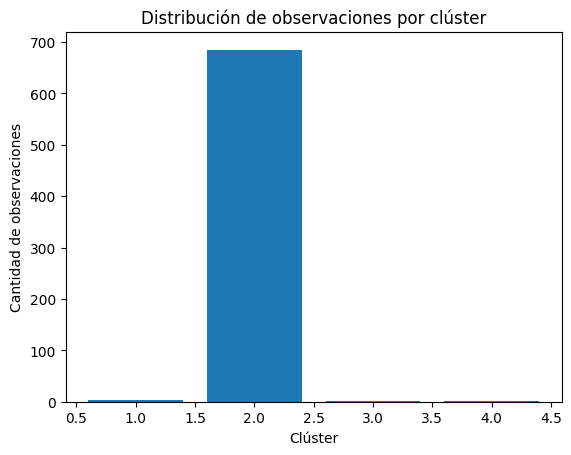 Distribución de observaciones por clúster
700
600
500
400
300
200
100
0
Cantidad de observaciones
0.5 1.0 1.5 2.0 2.5 3.0 3.5 4.0 4.5
Clúster